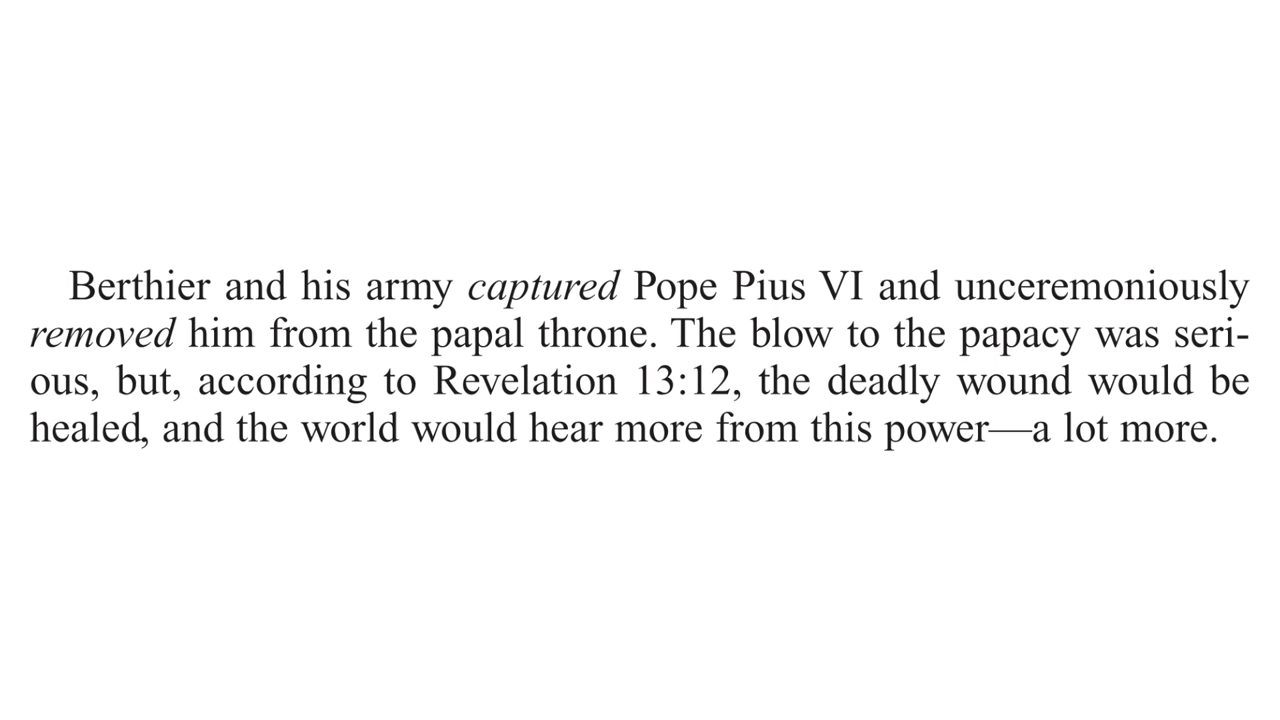 Berthier and his army captured Pope Pius VI and unceremoniously
removed him from the papal throne. The blow to the papacy was seri-
ous, but, according to Revelation 13:12, the deadly wound would be
healed, and the world would hear more from this power—a lot more.